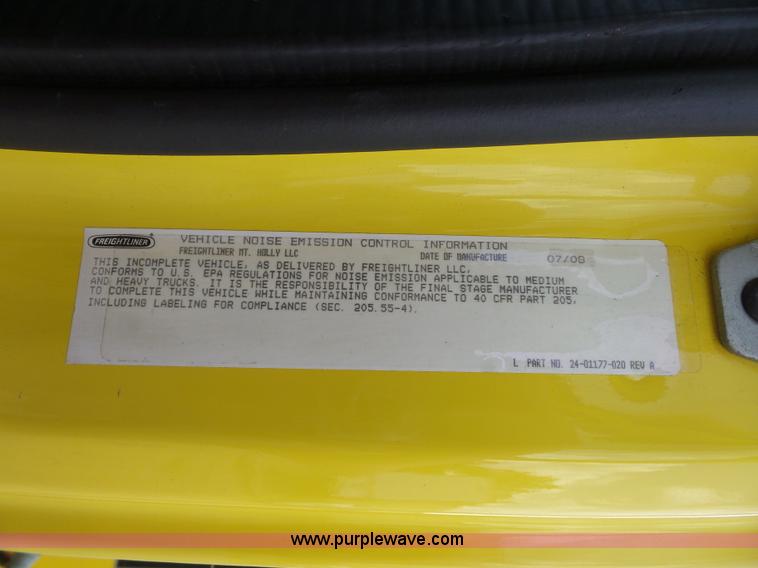 FREIGHTLINER
VEHICLE NOISE EMISSION CONTROL INFORMATION
FREIGHTLINER MT. HOLLY LLC DATE OF MANUFACTURE 07/08
THIS INCOMPLETE VEHICLE, AS DELIVERED BY FREIGHTLINER LLC,
CONFORMS TO U.S. EPA REGULATIONS FOR NOISE EMISSION APPLICABLE TO MEDIUM
AND HEAVY TRUCKS. IT IS THE RESPONSIBILITY OF THE FINAL STAGE MANUFACTURER
TO COMPLETE THIS VEHICLE WHILE MAINTAINING CONFORMANCE TO 40 CFR PART 205,
INCLUDING LABELING FOR COMPLIANCE (SEC. 205.55-4).
L PART NO. 24-01177-020 REV A
www.purplewave.com